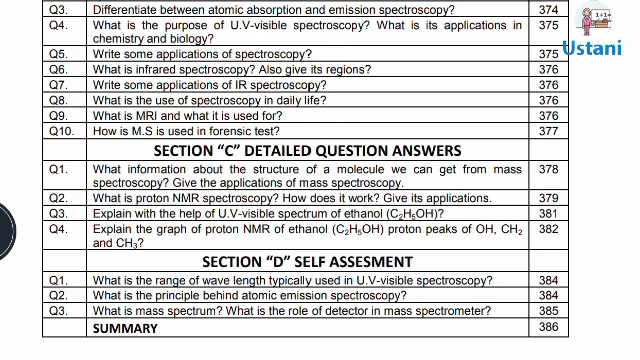 Q3. Differentiate between atomic absorption and emission spectroscopy? 374
Q4. What is the purpose of U.V-visible spectroscopy? What is its applications in 375
chemistry and biology?
Q5. Write some applications of spectroscopy? 375
Q6. What is infrared spectroscopy? Also give its regions? 376
Q7. Write some applications of IR spectroscopy? 376
Q8. What is the use of spectroscopy in daily life? 376
Q9. What is MRI and what it is used for? 376
Q10. How is M.S is used in forensic test? 377
SECTION "C" DETAILED QUESTION ANSWERS
Q1. What information about the structure of a molecule we can get from mass 378
spectroscopy? Give the applications of mass spectroscopy.
Q2. What is proton NMR spectroscopy? How does it work? Give its applications. 379
Q3. Explain with the help of U.V-visible spectrum of ethanol (C₂H₅OH)? 381
Q4. Explain the graph of proton NMR of ethanol (C₂H₅OH) proton peaks of OH, CH₂ 382
and CH₃?
SECTION "D" SELF ASSESMENT
Q1. What is the range of wave length typically used in U.V-visible spectroscopy? 384
Q2. What is the principle behind atomic emission spectroscopy? 384
Q3. What is mass spectrum? What is the role of detector in mass spectrometer? 385
SUMMARY 386
1+1=
Ustani